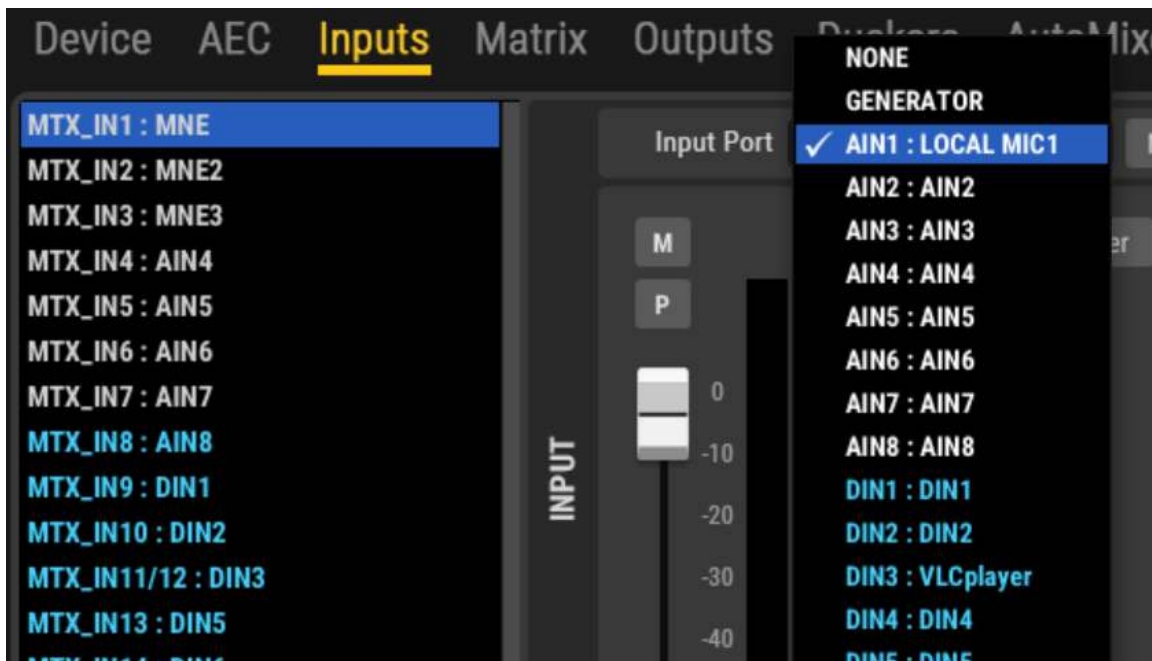 Device AEC Inputs Matrix Outputs
MTX_IN1 : MNE
MTX_IN2 : MNE2
MTX_IN3 : MNE3
MTX_IN4 : AIN4
MTX_IN5 : AIN5
MTX_IN6 : AIN6
MTX_IN7 : AIN7
MTX_IN8 : AIN8
MTX_IN9 : DIN1
MTX_IN10 : DIN2
MTX_IN11/12 : DIN3
MTX_IN13 : DIN5
INPUT
Input Port
M
P
0
-10
-20
-30
-40
NONE
GENERATOR
✓ AIN1 : LOCAL MIC1
AIN2 : AIN2
AIN3 : AIN3
AIN4 : AIN4
AIN5 : AIN5
AIN6 : AIN6
AIN7 : AIN7
AIN8 : AIN8
DIN1 : DIN1
DIN2 : DIN2
DIN3 : VLCplayer
DIN4 : DIN4
DIN5 : DIN5
er